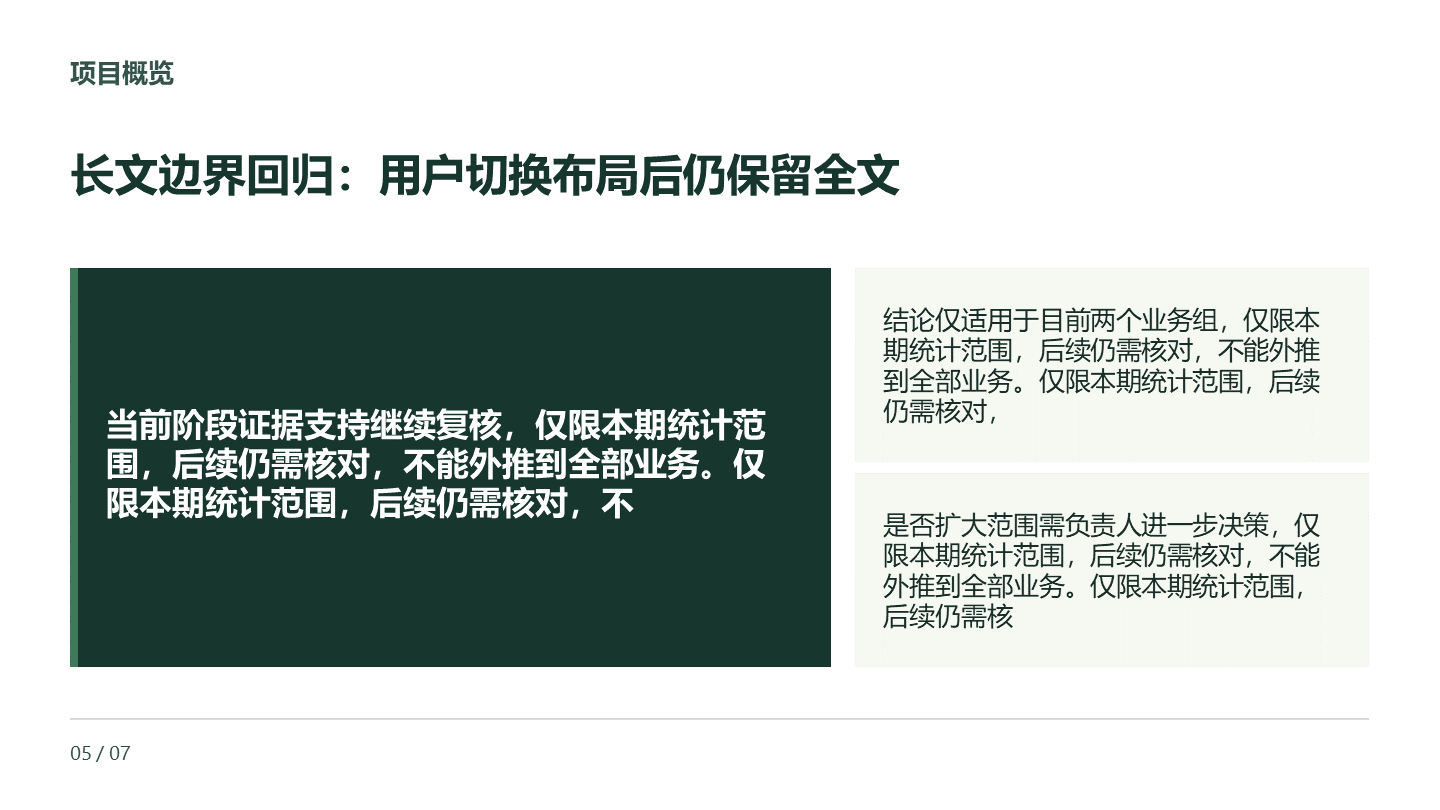 项目概览
长文边界回归：用户切换布局后仍保留全文
当前阶段证据支持继续复核，仅限本期统计范
围，后续仍需核对，不能外推到全部业务。仅
限本期统计范围，后续仍需核对，不
结论仅适用于目前两个业务组，仅限本
期统计范围，后续仍需核对，不能外推
到全部业务。仅限本期统计范围，后续
仍需核对，
是否扩大范围需负责人进一步决策，仅
限本期统计范围，后续仍需核对，不能
外推到全部业务。仅限本期统计范围，
后续仍需核
05 / 07